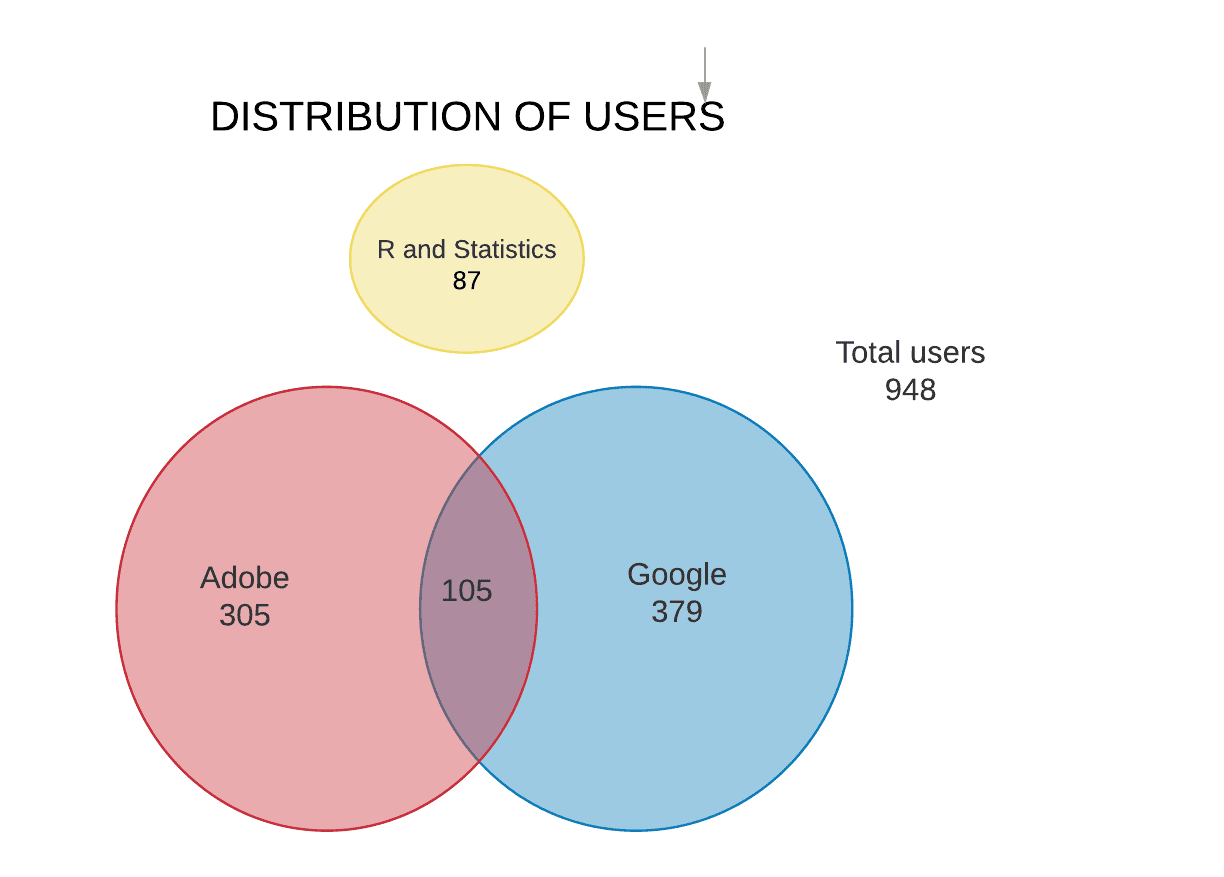 DISTRIBUTION OF USERS
R and Statistics
87
Total users
948
Adobe
305
105
Google
379